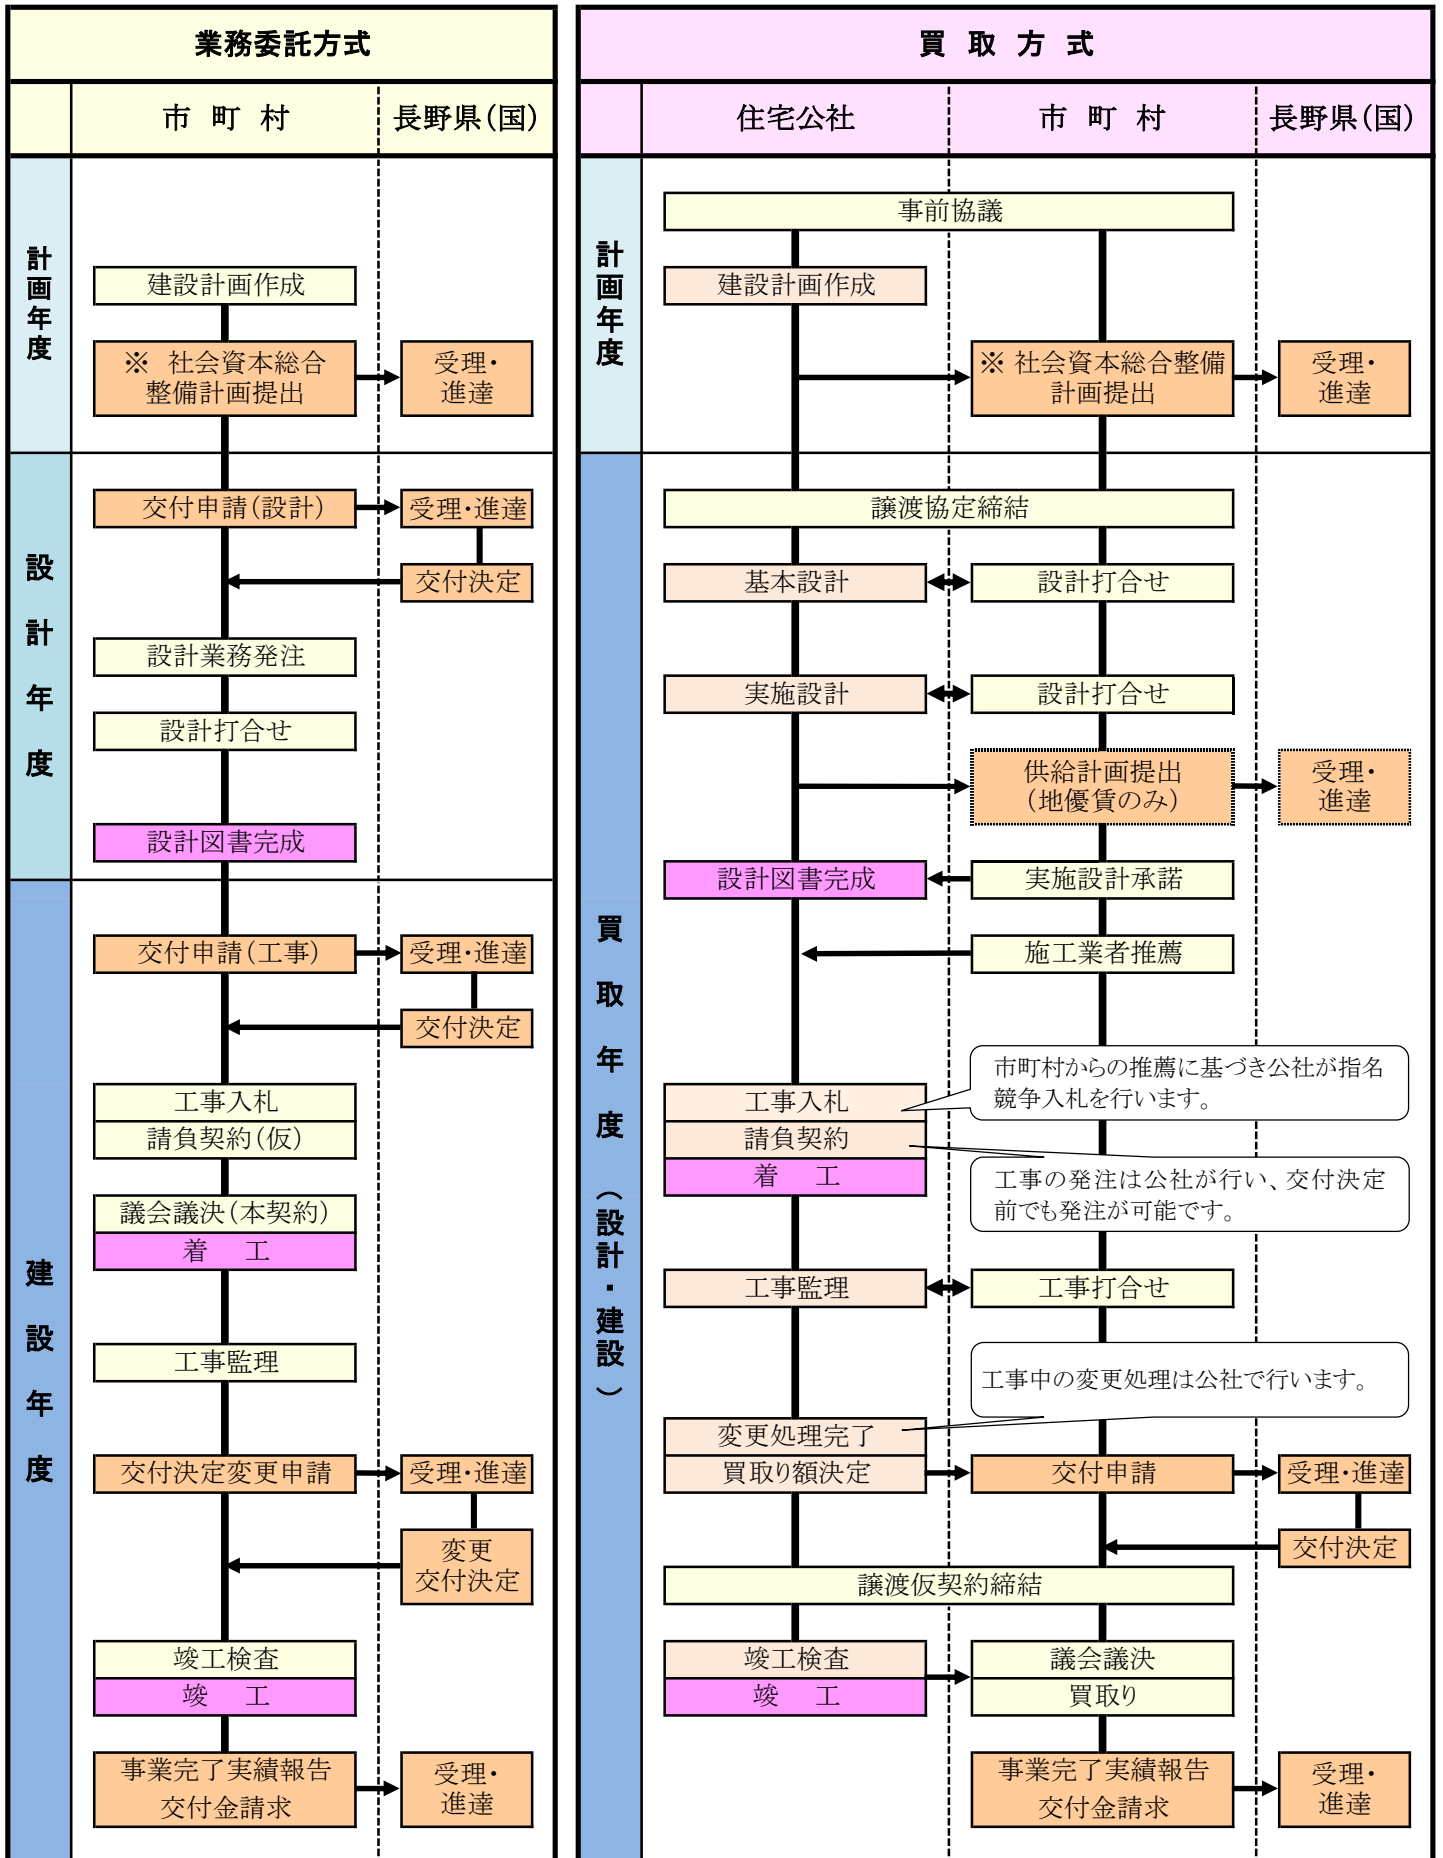 業務委託方式
市 町 村
長野県(国)
計画年度
建設計画作成
※ 社会資本総合
整備計画提出
受理・
進達
設計年度
交付申請(設計)
受理・進達
交付決定
設計業務発注
設計打合せ
設計図書完成
建設年度
交付申請(工事)
受理・進達
交付決定
工事入札
請負契約(仮)
議会議決(本契約)
着 工
工事監理
交付決定変更申請
受理・進達
変更
交付決定
竣工検査
竣 工
事業完了実績報告
交付金請求
受理・
進達
買 取 方 式
住宅公社
市 町 村
長野県(国)
計画年度
事前協議
建設計画作成
※ 社会資本総合整備
計画提出
受理・
進達
買取年度(設計・建設)
譲渡協定締結
基本設計
設計打合せ
実施設計
設計打合せ
供給計画提出
(地優賃のみ)
受理・
進達
設計図書完成
実施設計承諾
施工業者推薦
市町村からの推薦に基づき公社が指名
競争入札を行います。
工事入札
請負契約
着 工
工事の発注は公社が行い、交付決定
前でも発注が可能です。
工事監理
工事打合せ
工事中の変更処理は公社で行います。
変更処理完了
買取り額決定
交付申請
受理・進達
交付決定
譲渡仮契約締結
竣工検査
竣 工
議会議決
買取り
事業完了実績報告
交付金請求
受理・
進達